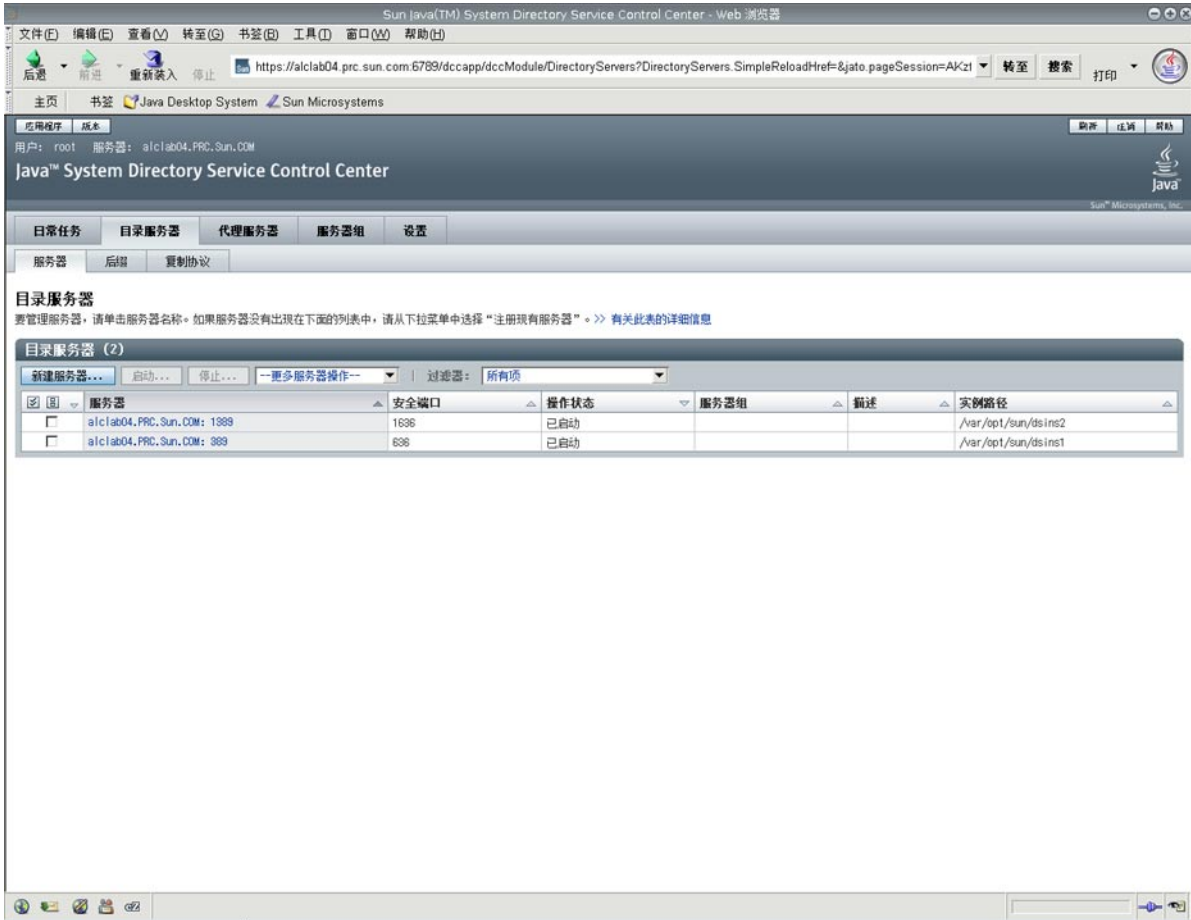 Sun Java(TM) System Directory Service Control Center - Web 浏览器
文件(F) 编辑(E) 查看(V) 转至(G) 书签(B) 工具(T) 窗口(W) 帮助(H)
后退 前进 重新装入 停止 https://alclab04.prc.sun.com:6789/dccapp/dccModule/DirectoryServers?DirectoryServers.SimpleReloadHref=&jato.pageSession=AKzt 转至 搜索 打印
主页 书签 Java Desktop System Sun Microsystems
应用程序 版本 刷新 注销 帮助
用户: root 服务器: alclab04.PRC.Sun.COM
Java™ System Directory Service Control Center
Java
Sun™ Microsystems, Inc.
日常任务 目录服务器 代理服务器 服务器组 设置
服务器 后缀 复制协议
目录服务器
要管理服务器，请单击服务器名称。如果服务器没有出现在下面的列表中，请从下拉菜单中选择“注册现有服务器”。>> 有关此表的详细信息
目录服务器 (2)
新建服务器... 启动... 停止... --更多服务器操作-- 过滤器: 所有项
服务器 安全端口 操作状态 服务器组 描述 实例路径
alclab04.PRC.Sun.COM: 1389 1636 已启动 /var/opt/sun/dsins2
alclab04.PRC.Sun.COM: 389 636 已启动 /var/opt/sun/dsins1